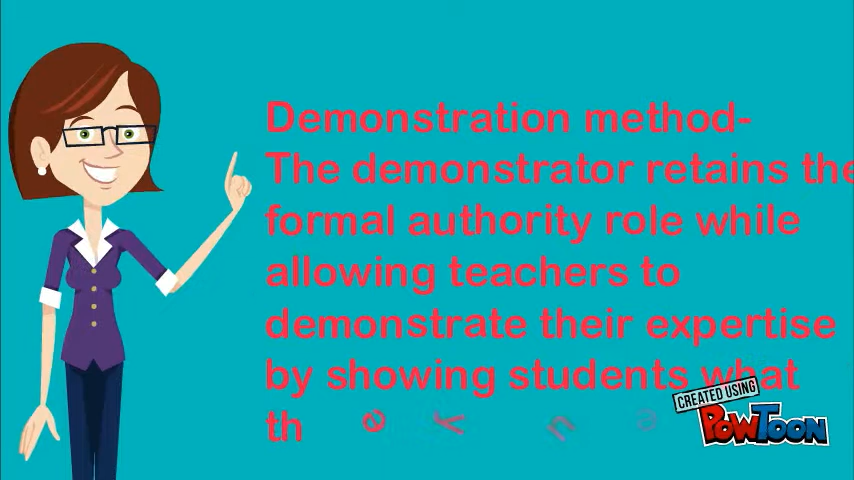 Demonstration method-
The demonstrator retains the
formal authority role while
allowing teachers to
demonstrate their expertise
by showing students what
th
CREATED USING
POWTOON